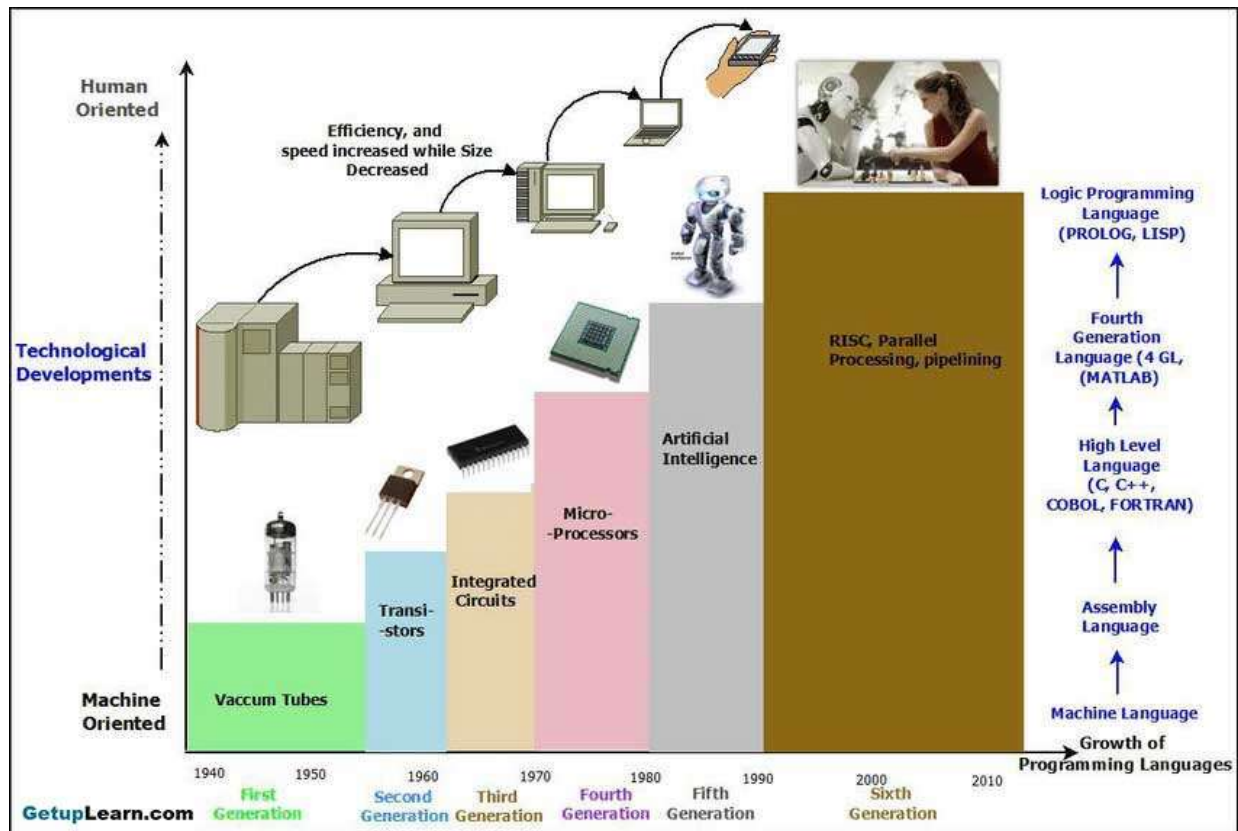 Human
Oriented
Efficiency, and
speed increased while Size
Decreased
Technological
Developments
Machine
Oriented
Vaccum Tubes
Transi-
-stors
Integrated
Circuits
Micro-
-Processors
Artificial
Intelligence
RISC, Parallel
Processing, pipelining
Logic Programming
Language
(PROLOG, LISP)
Fourth
Generation
Language (4 GL,
(MATLAB)
High Level
Language
(C, C++,
COBOL, FORTRAN)
Assembly
Language
Machine Language
Growth of
Programming Languages
1940 1950 1960 1970 1980 1990 2000 2010
First
Generation
Second
Generation
Third
Generation
Fourth
Generation
Fifth
Generation
Sixth
Generation
GetupLearn.com